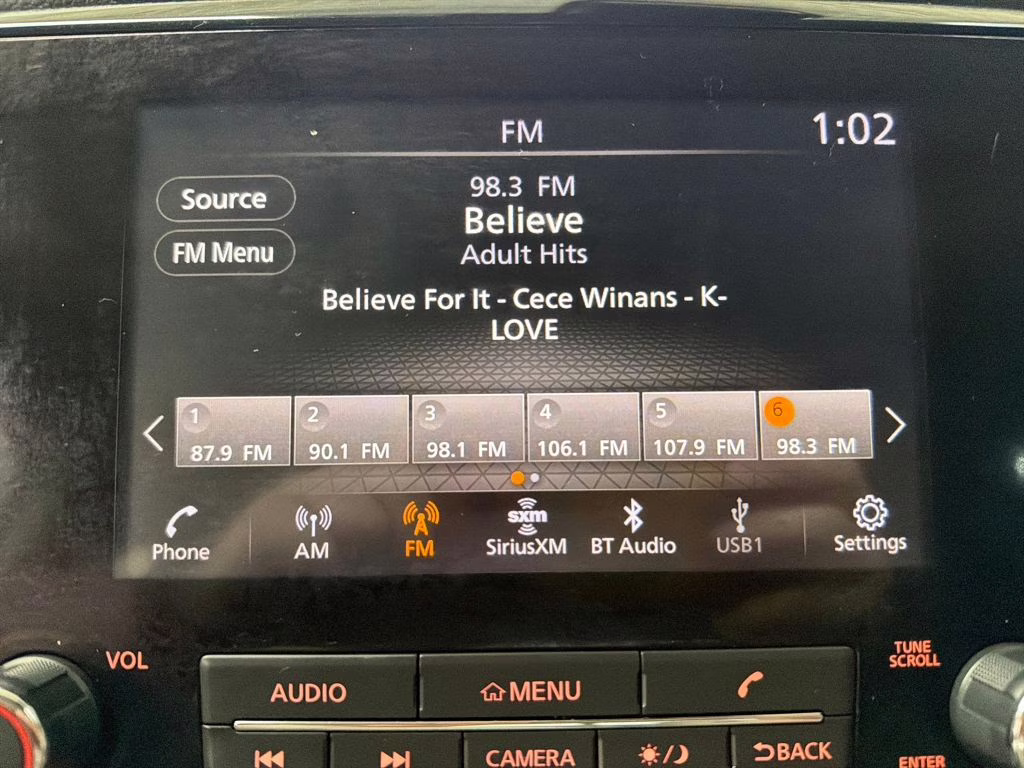 FM
1:02
Source
98.3 FM
Believe
FM Menu
Adult Hits
Believe For It - Cece Winans - K-
LOVE
1 2 3 4 5 6
87.9 FM 90.1 FM 98.1 FM 106.1 FM 107.9 FM 98.3 FM
sxm
Phone AM FM SiriusXM BT Audio USB1 Settings
VOL
TUNE
SCROLL
AUDIO MENU
CAMERA BACK
ENTER